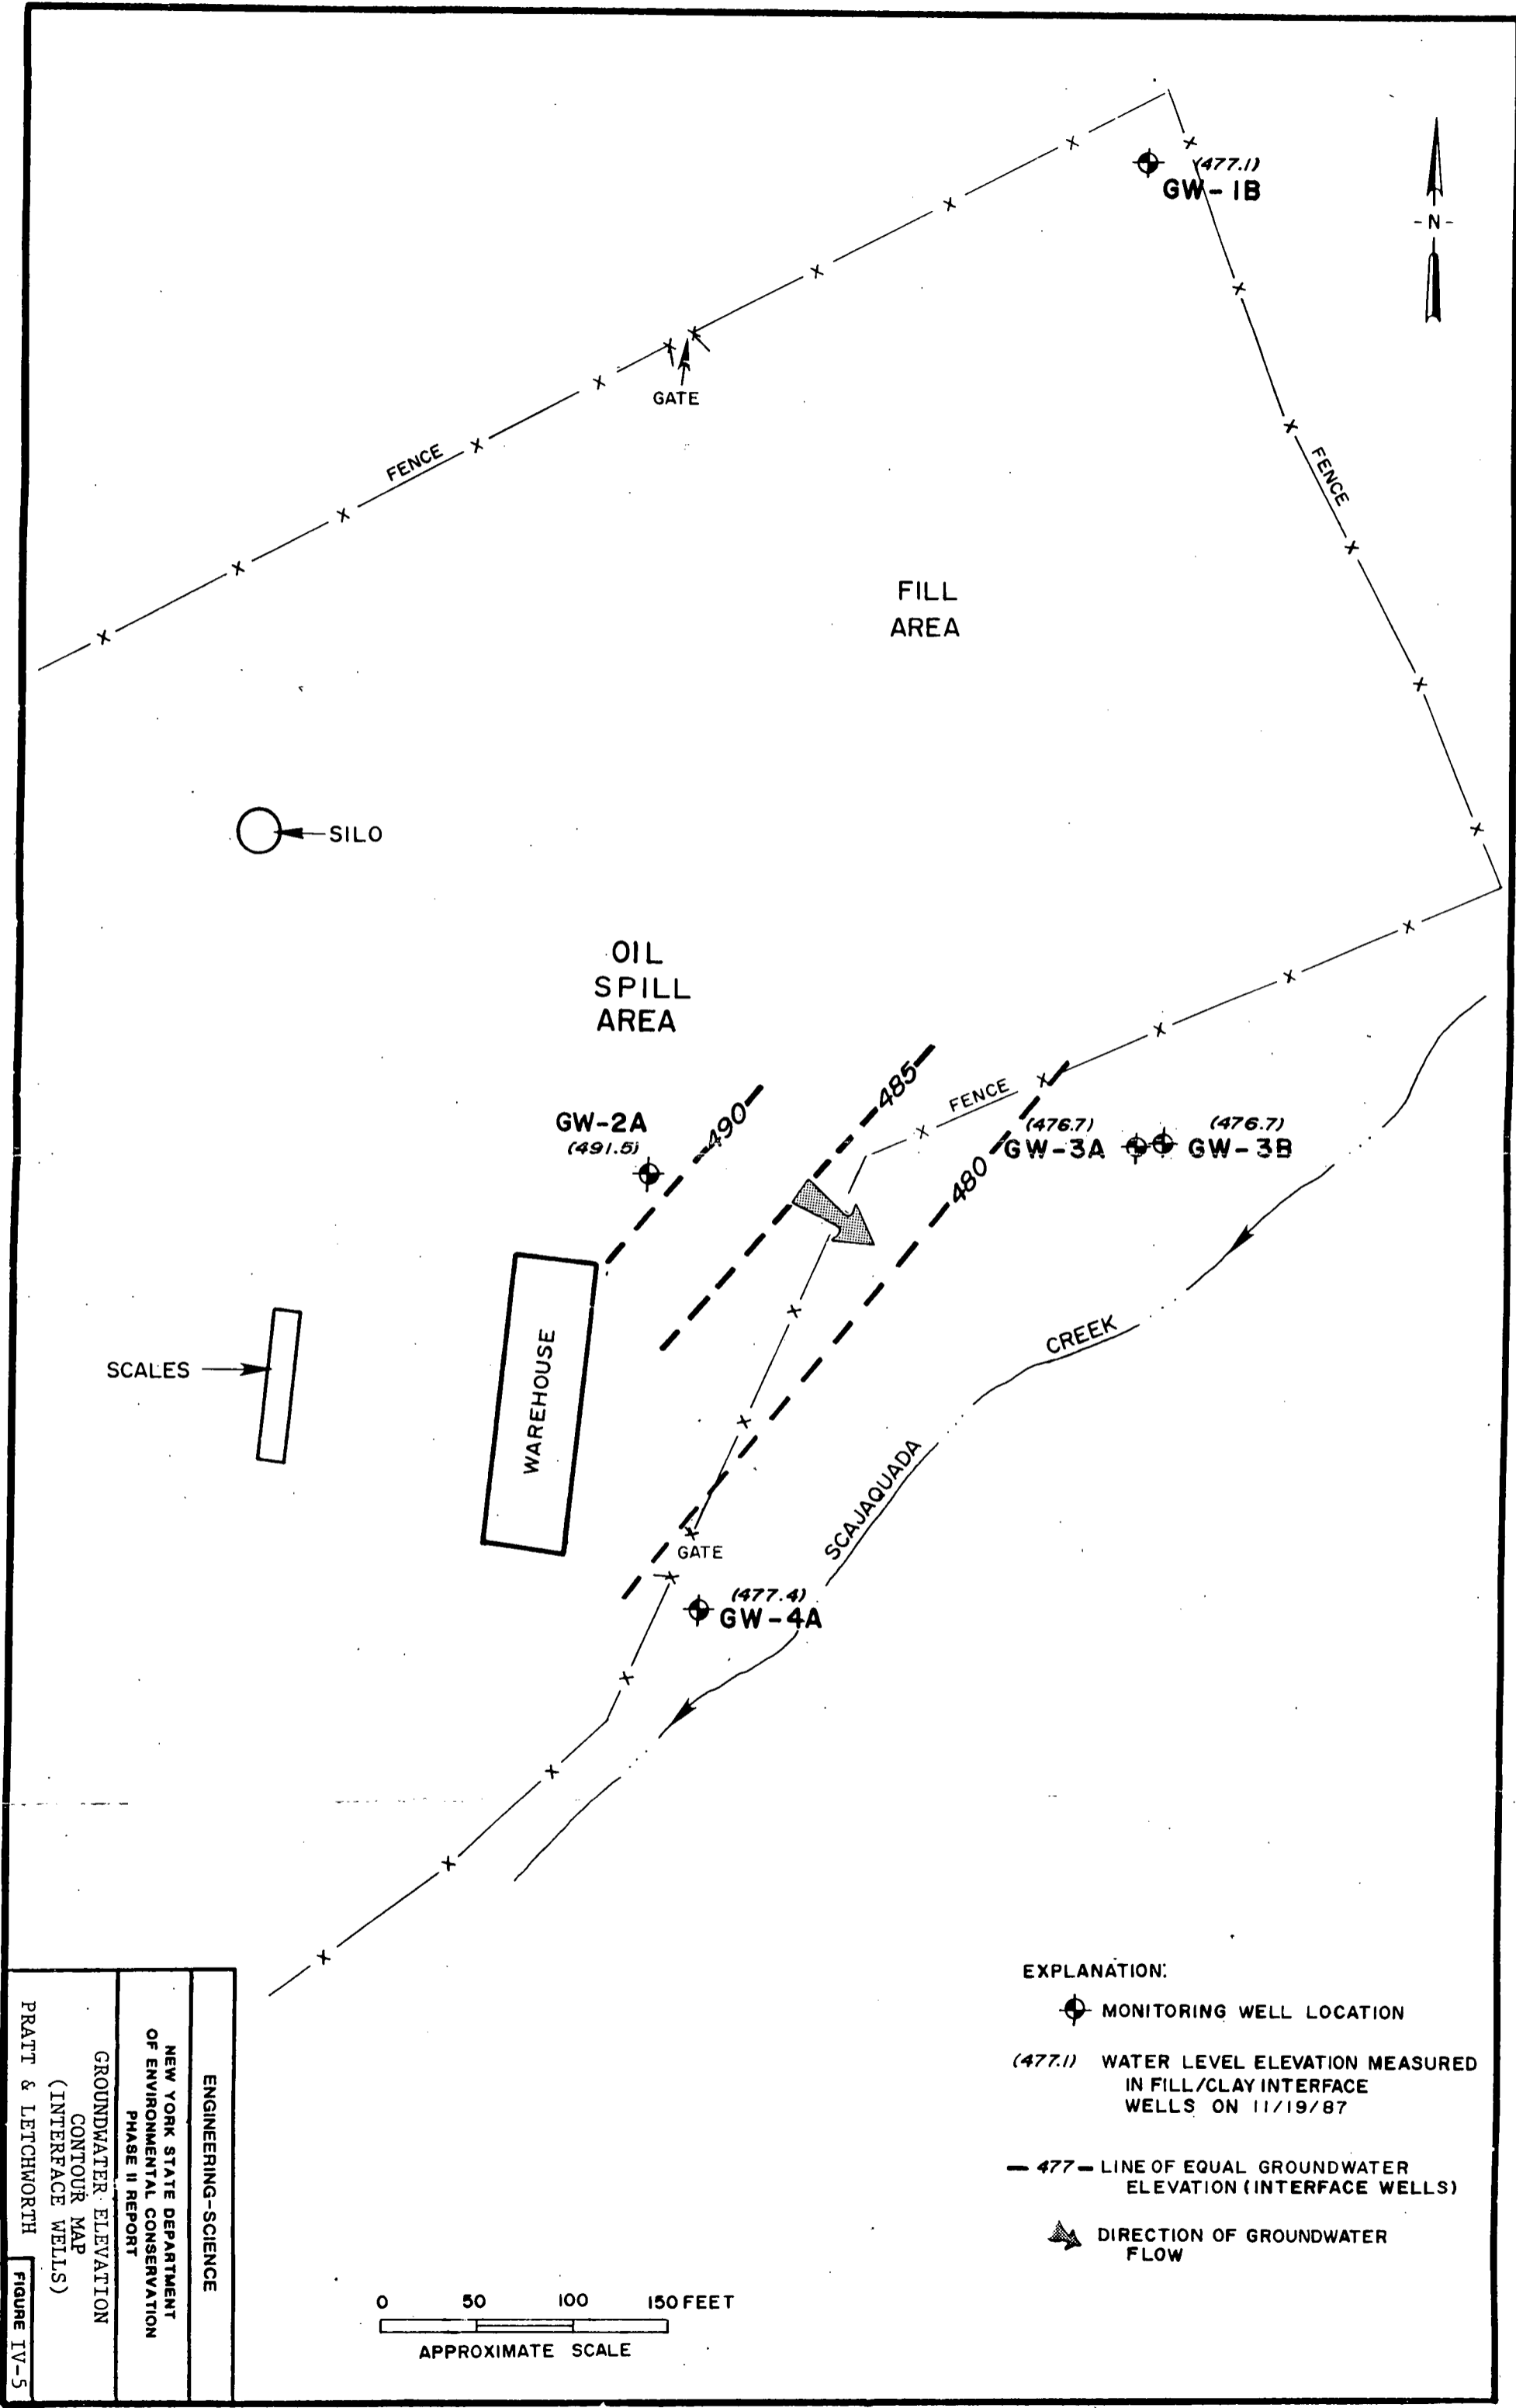 (477.1)
GW-1B
-N-
GATE
FENCE
FENCE
FILL
AREA
SILO
OIL
SPILL
AREA
485
FENCE
490
GW-2A
(491.5)
(476.7)
GW-3A
(476.7)
GW-3B
480
CREEK
WAREHOUSE
SCALES
SCAJAQUADA
GATE
(477.4)
GW-4A
EXPLANATION:
MONITORING WELL LOCATION
(477.1) WATER LEVEL ELEVATION MEASURED
IN FILL/CLAY INTERFACE
WELLS ON 11/19/87
477 LINE OF EQUAL GROUNDWATER
ELEVATION (INTERFACE WELLS)
DIRECTION OF GROUNDWATER
FLOW
0 50 100 150 FEET
APPROXIMATE SCALE
ENGINEERING-SCIENCE
NEW YORK STATE DEPARTMENT
OF ENVIRONMENTAL CONSERVATION
PHASE II REPORT
GROUNDWATER ELEVATION
CONTOUR MAP
(INTERFACE WELLS)
PRATT & LETCHWORTH
FIGURE IV-5